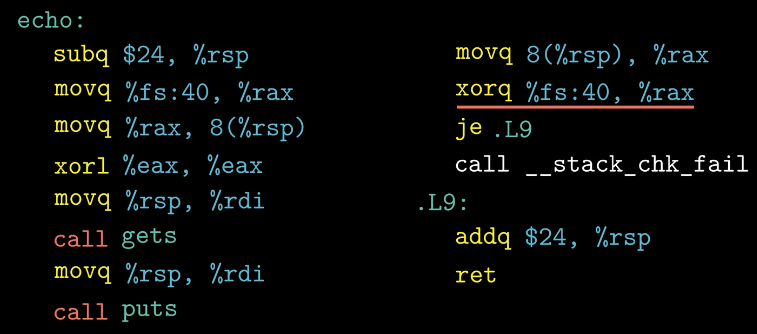 echo:
subq $24, %rsp
movq %fs:40, %rax
movq %rax, 8(%rsp)
xorl %eax, %eax
movq %rsp, %rdi
call gets
movq %rsp, %rdi
call puts
movq 8(%rsp), %rax
xorq %fs:40, %rax
je .L9
call __stack_chk_fail
.L9:
addq $24, %rsp
ret